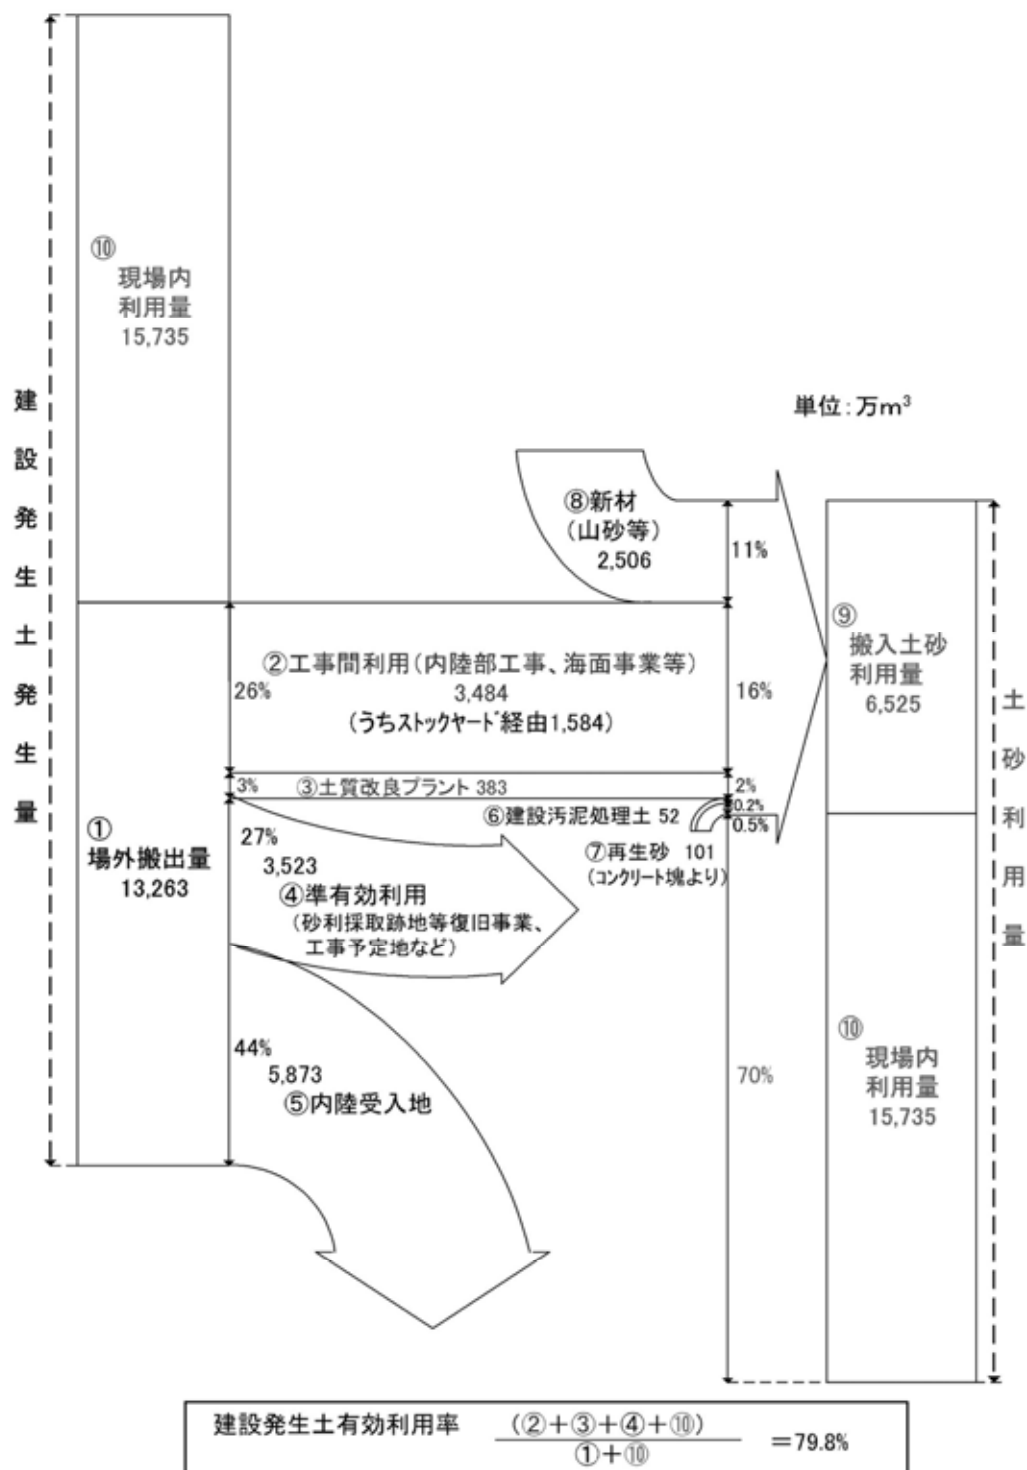 ⑩
現場内
利用量
15,735
建設発生土発生量
単位：万m³
⑧新材
（山砂等）
2,506
11%
②工事間利用（内陸部工事、海面事業等）
3,484
（うちストックヤード経由1,584）
26%
16%
⑨
搬入土砂
利用量
6,525
土砂利用量
3%
③土質改良プラント 383
2%
⑥建設汚泥処理土 52
0.2%
⑦再生砂 101
（コンクリート塊より）
0.5%
①
場外搬出量
13,263
27%
3,523
④準有効利用
（砂利採取跡地等復旧事業、
工事予定地など）
44%
5,873
⑤内陸受入地
70%
⑩
現場内
利用量
15,735
建設発生土有効利用率
（②＋③＋④＋⑩）
①＋⑩
＝79.8%